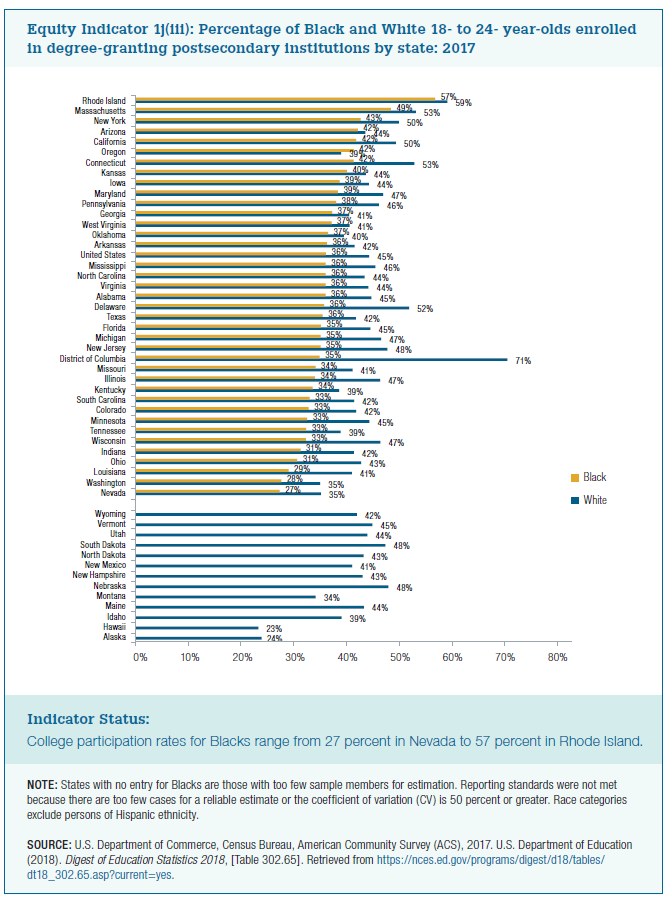 Equity Indicator 1j(iii): Percentage of Black and White 18- to 24- year-olds enrolled
in degree-granting postsecondary institutions by state: 2017
Rhode Island 57% 59%
Massachusetts 49% 53%
New York 43% 50%
Arizona 42% 44%
California 42% 50%
Oregon 42% 39%
Connecticut 42% 53%
Kansas 40% 44%
Iowa 39% 44%
Maryland 39% 47%
Pennsylvania 38% 46%
Georgia 37% 41%
West Virginia 37% 41%
Oklahoma 37% 40%
Arkansas 36% 42%
United States 36% 45%
Mississippi 36% 46%
North Carolina 36% 44%
Virginia 36% 44%
Alabama 36% 45%
Delaware 36% 52%
Texas 36% 42%
Florida 35% 45%
Michigan 35% 47%
New Jersey 35% 48%
District of Columbia 35% 71%
Missouri 34% 41%
Illinois 34% 47%
Kentucky 34% 39%
South Carolina 33% 42%
Colorado 33% 42%
Minnesota 33% 45%
Tennessee 33% 39%
Wisconsin 33% 47%
Indiana 31% 42%
Ohio 31% 43%
Louisiana 29% 41%
Washington 28% 35%
Nevada 27% 35%
Black
White
Wyoming 42%
Vermont 45%
Utah 44%
South Dakota 48%
North Dakota 43%
New Mexico 41%
New Hampshire 43%
Nebraska 48%
Montana 34%
Maine 44%
Idaho 39%
Hawaii 23%
Alaska 24%
0% 10% 20% 30% 40% 50% 60% 70% 80%
Indicator Status:
College participation rates for Blacks range from 27 percent in Nevada to 57 percent in Rhode Island.
NOTE: States with no entry for Blacks are those with too few sample members for estimation. Reporting standards were not met
because there are too few cases for a reliable estimate or the coefficient of variation (CV) is 50 percent or greater. Race categories
exclude persons of Hispanic ethnicity.
SOURCE: U.S. Department of Commerce, Census Bureau, American Community Survey (ACS), 2017. U.S. Department of Education
(2018). Digest of Education Statistics 2018, [Table 302.65]. Retrieved from https://nces.ed.gov/programs/digest/d18/tables/
dt18_302.65.asp?current=yes.